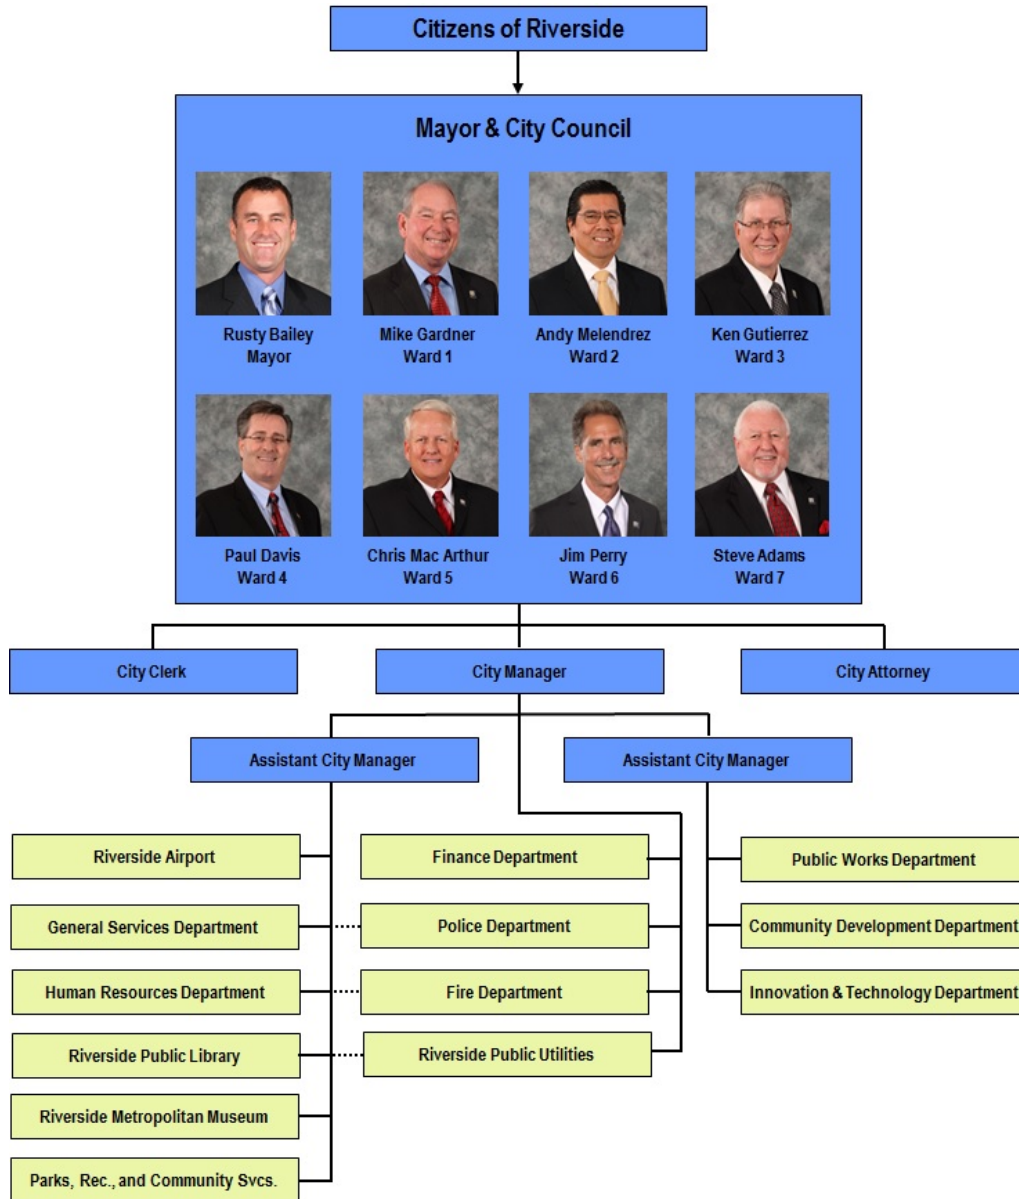 Citizens of Riverside
Mayor & City Council
Rusty Bailey
Mayor
Mike Gardner
Ward 1
Andy Melendrez
Ward 2
Ken Gutierrez
Ward 3
Paul Davis
Ward 4
Chris Mac Arthur
Ward 5
Jim Perry
Ward 6
Steve Adams
Ward 7
City Clerk
City Manager
City Attorney
Assistant City Manager
Assistant City Manager
Riverside Airport
Finance Department
Public Works Department
General Services Department
Police Department
Community Development Department
Human Resources Department
Fire Department
Innovation & Technology Department
Riverside Public Library
Riverside Public Utilities
Riverside Metropolitan Museum
Parks, Rec., and Community Svcs.